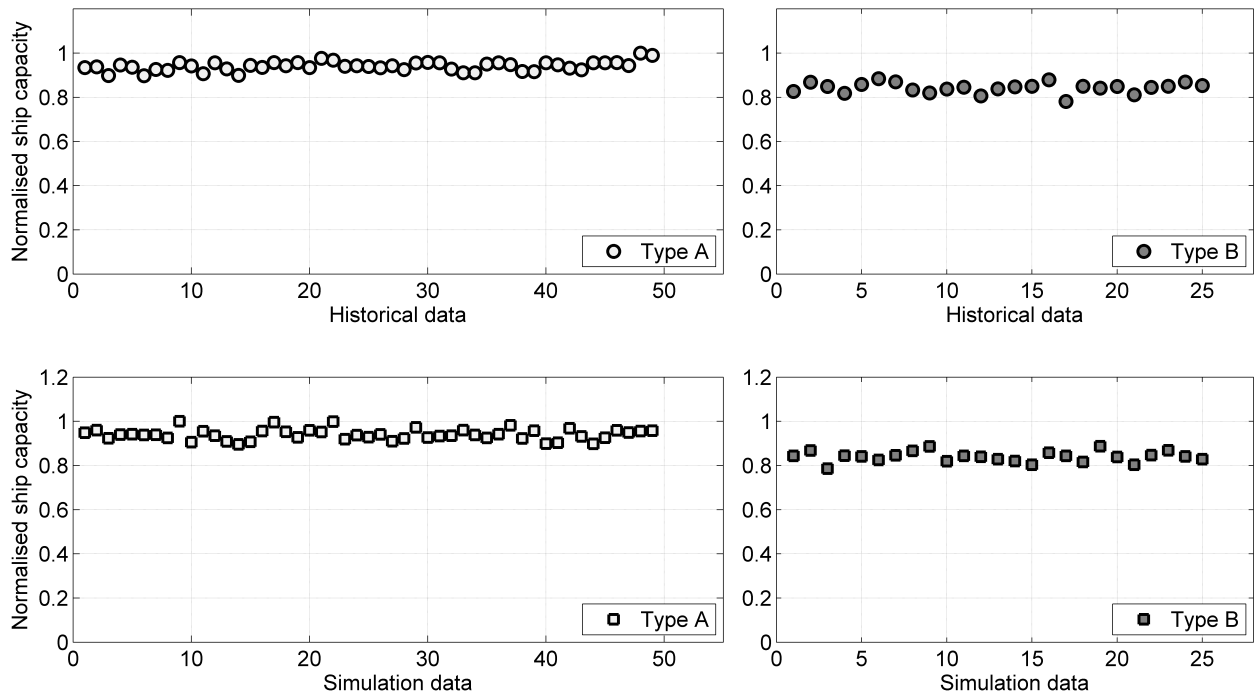 Normalised ship capacity
1
0.8
0.6
0.4
0.2
0
0 10 20 30 40 50
Historical data
Type A
1
0.8
0.6
0.4
0.2
0
0 5 10 15 20 25
Historical data
Type B
Normalised ship capacity
1.2
1
0.8
0.6
0.4
0.2
0
0 10 20 30 40 50
Simulation data
Type A
1.2
1
0.8
0.6
0.4
0.2
0
0 5 10 15 20 25
Simulation data
Type B